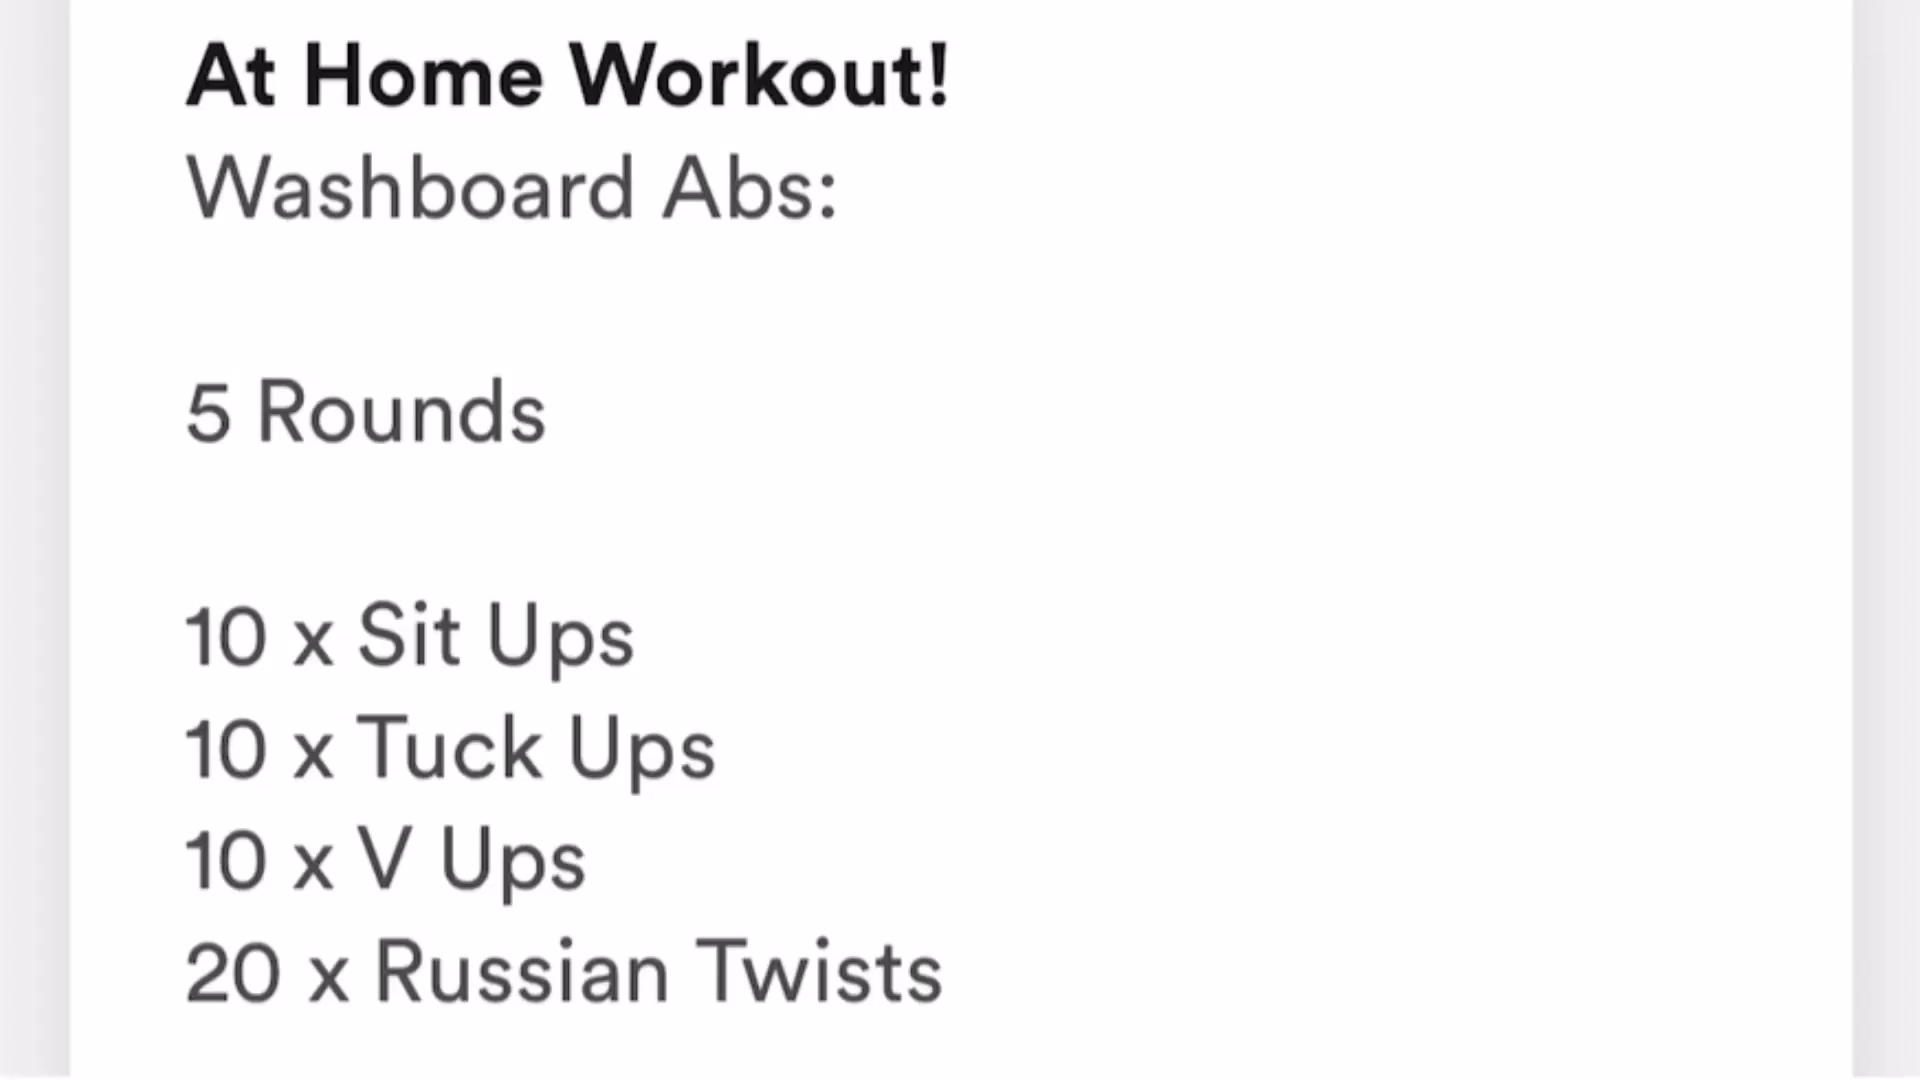 At Home Workout!
Washboard Abs:
5 Rounds
10 x Sit Ups
10 x Tuck Ups
10 x V Ups
20 x Russian Twists